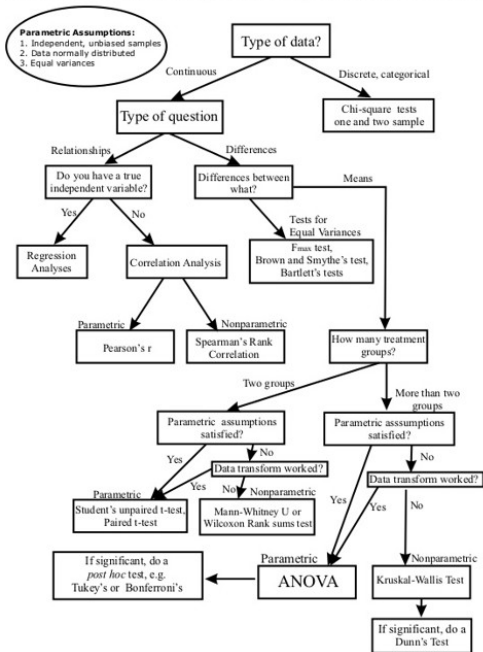 Parametric Assumptions:
1. Independent, unbiased samples
2. Data normally distributed
3. Equal variances
Type of data?
Continuous
Discrete, categorical
Chi-square tests
one and two sample
Type of question
Relationships
Differences
Do you have a true
independent variable?
Differences between
what?
Means
Yes
No
Tests for
Equal Variances
Regression
Analyses
Correlation Analysis
Fmax test,
Brown and Smythe's test,
Bartlett's tests
Parametric
Nonparametric
Pearson's r
Spearman's Rank
Correlation
How many treatment
groups?
Two groups
More than two
groups
Parametric assumptions
satisfied?
Parametric asssumptions
satisfied?
Yes
No
No
Data transform worked?
Data transform worked?
Yes
No
Yes
Yes
No
Parametric
Nonparametric
Student's unpaired t-test,
Paired t-test
Mann-Whitney U or
Wilcoxon Rank sums test
Parametric
Nonparametric
If significant, do a
post hoc test, e.g.
Tukey's or Bonferroni's
ANOVA
Kruskal-Wallis Test
If significant, do a
Dunn's Test